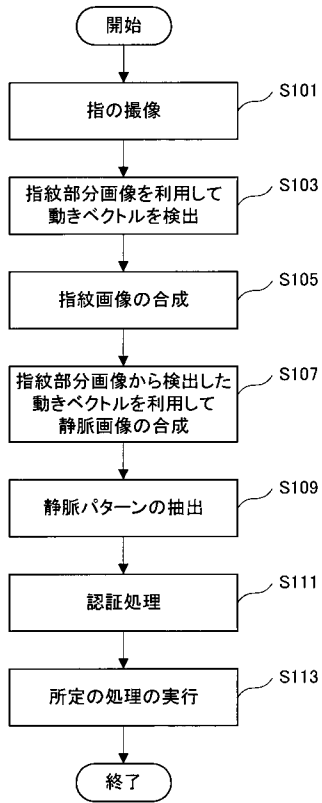 開始
指の撮像
S101
指紋部分画像を利用して
動きベクトルを検出
S103
指紋画像の合成
S105
指紋部分画像から検出した
動きベクトルを利用して
静脈画像の合成
S107
静脈パターンの抽出
S109
認証処理
S111
所定の処理の実行
S113
終了